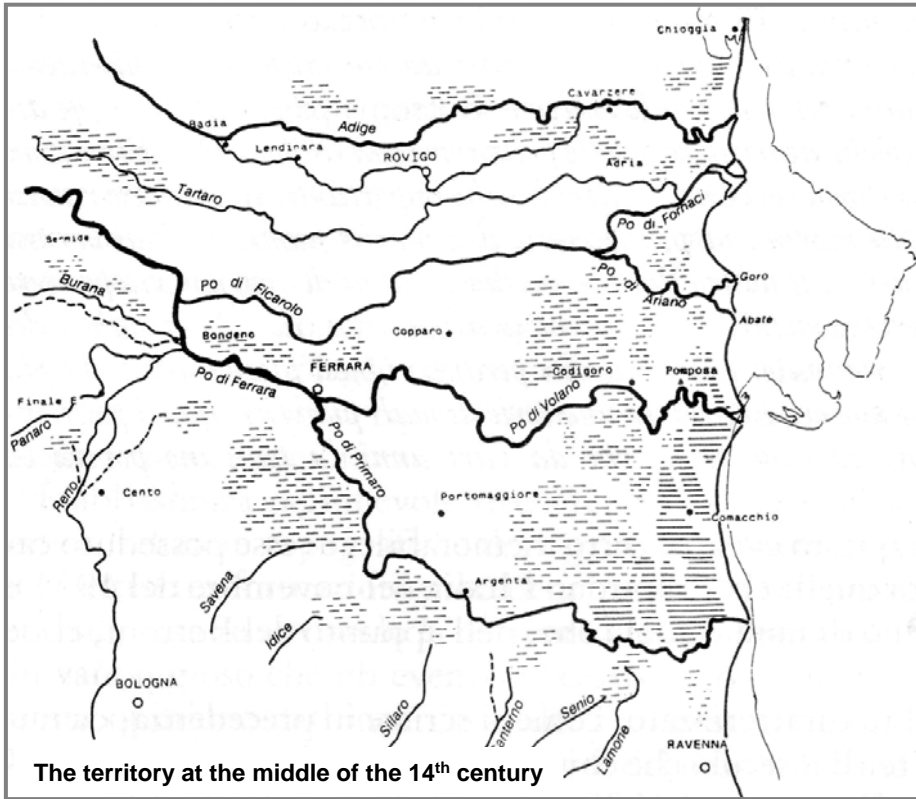 Chioggia
Cavarzere
Badia
Adige
Lendinara
ROVIGO
Adria
Tartaro
Po di Fornaci
Sermide
Po di Ariano
Goro
Burana
Po di Ficarolo
Abate
Bondeno
Copparo
FERRARA
Codigoro
Pomposa
Po di Ferrara
Po di Volano
Finale E.
Panaro
Po di Primaro
Reno
Cento
Portomaggiore
Comacchio
Savena
Argenta
Idice
BOLOGNA
Sillaro
Santerno
Senio
Lamone
RAVENNA
The territory at the middle of the 14th century